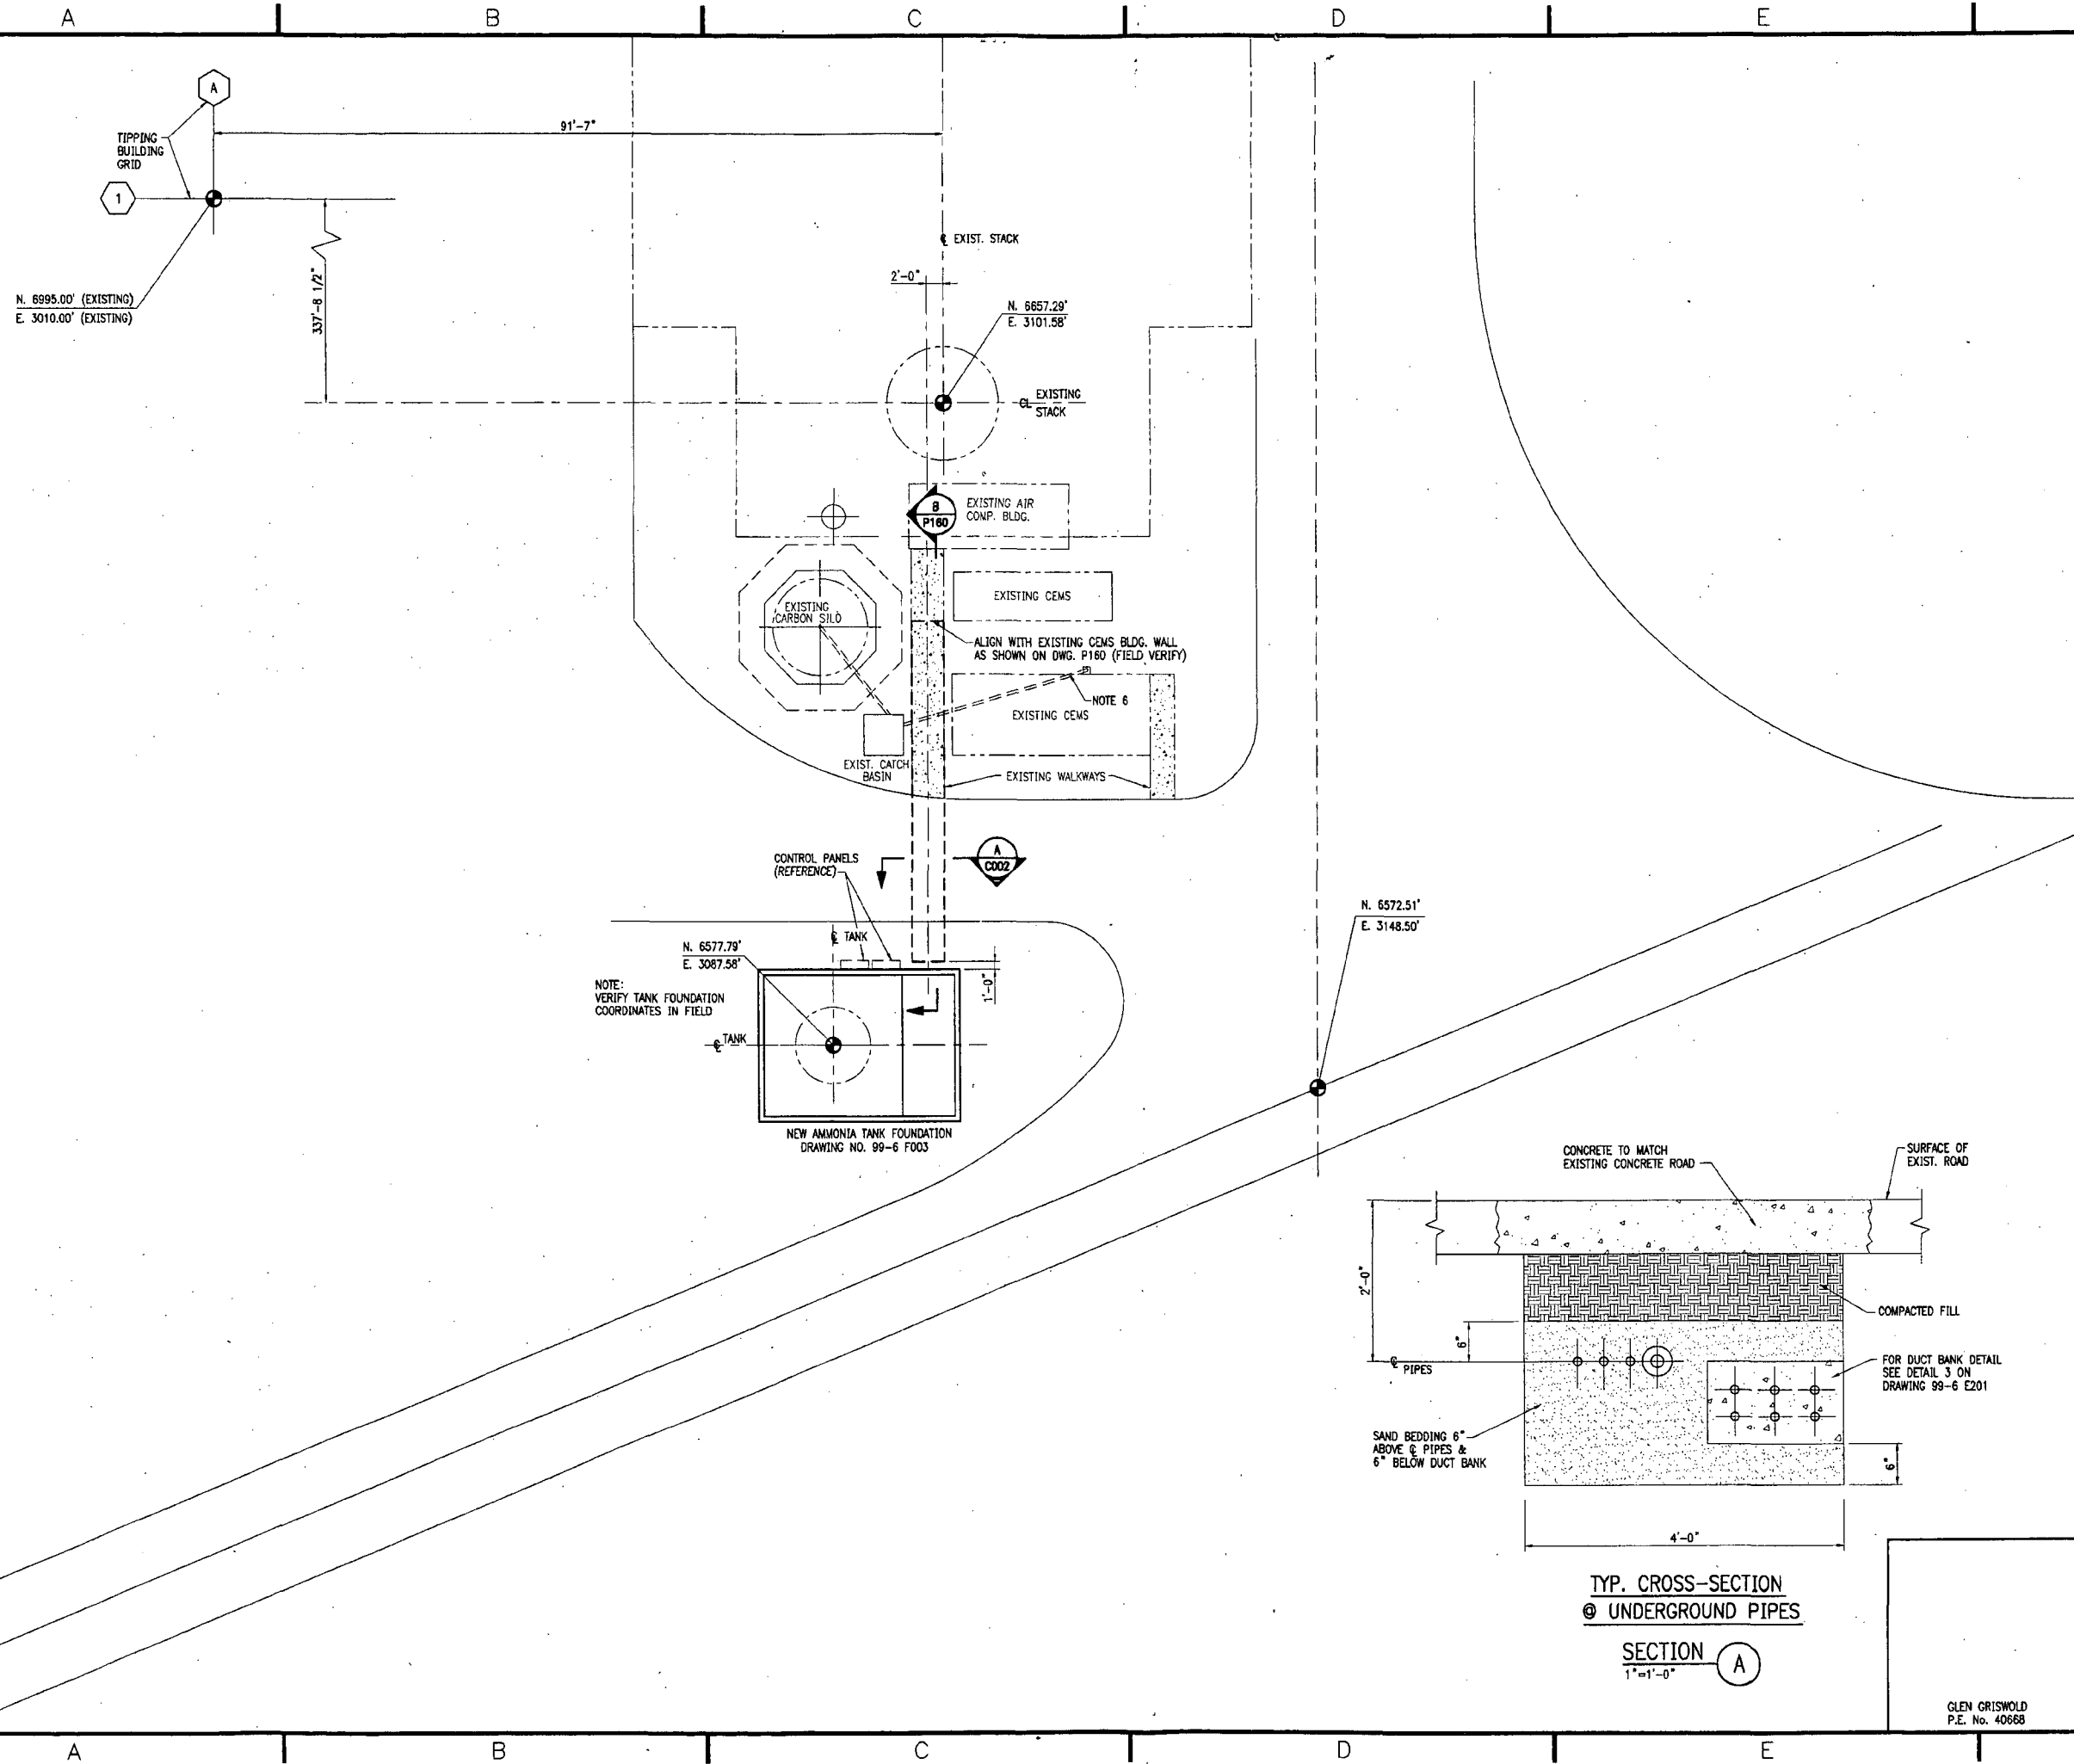 A B C D E
A
91'-7"
TIPPING
BUILDING
GRID
1
℄ EXIST. STACK
2'-0"
337'-8 1/2"
N. 6995.00' (EXISTING)
E. 3010.00' (EXISTING)
N. 6657.29'
E. 3101.58'
℄ EXISTING
STACK
B
P160
EXISTING AIR
COMP. BLDG.
EXISTING CEMS
EXISTING
CARBON SILO
ALIGN WITH EXISTING CEMS BLDG. WALL
AS SHOWN ON DWG. P160 (FIELD VERIFY)
NOTE 6
EXISTING CEMS
EXIST. CATCH
BASIN
EXISTING WALKWAYS
CONTROL PANELS
(REFERENCE)
A
C002
N. 6572.51'
E. 3148.50'
℄ TANK
N. 6577.79'
E. 3087.58'
NOTE:
VERIFY TANK FOUNDATION
COORDINATES IN FIELD
1'-0"
℄ TANK
NEW AMMONIA TANK FOUNDATION
DRAWING NO. 99-6 F003
CONCRETE TO MATCH
EXISTING CONCRETE ROAD
SURFACE OF
EXIST. ROAD
2'-0"
COMPACTED FILL
6"
℄ PIPES
FOR DUCT BANK DETAIL
SEE DETAIL 3 ON
DRAWING 99-6 E201
SAND BEDDING 6"
ABOVE ℄ PIPES &
6" BELOW DUCT BANK
6"
4'-0"
TYP. CROSS-SECTION
@ UNDERGROUND PIPES
SECTION A
1"=1'-0"
GLEN GRISWOLD
P.E. No. 40668
A B C D E